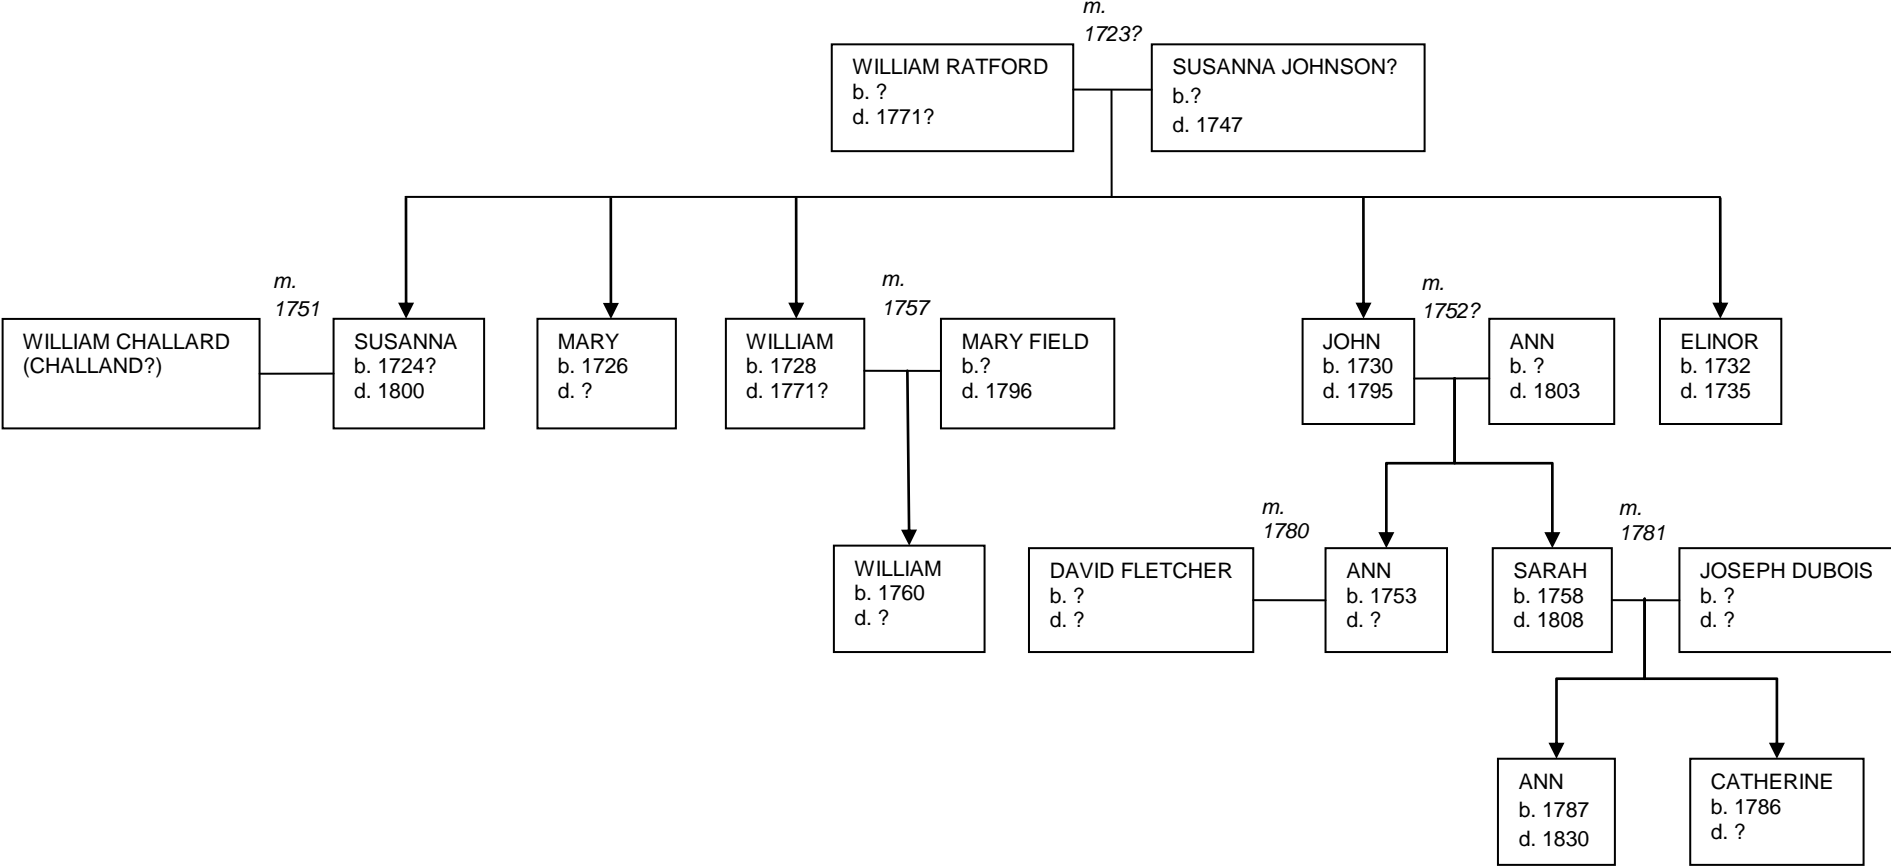 m.
1723?
WILLIAM RATFORD
b. ?
d. 1771?
SUSANNA JOHNSON?
b.?
d. 1747
m.
1751
m.
1757
m.
1752?
WILLIAM CHALLARD
(CHALLAND?)
SUSANNA
b. 1724?
d. 1800
MARY
b. 1726
d. ?
WILLIAM
b. 1728
d. 1771?
MARY FIELD
b.?
d. 1796
JOHN
b. 1730
d. 1795
ANN
b. ?
d. 1803
ELINOR
b. 1732
d. 1735
m.
1780
m.
1781
WILLIAM
b. 1760
d. ?
DAVID FLETCHER
b. ?
d. ?
ANN
b. 1753
d. ?
SARAH
b. 1758
d. 1808
JOSEPH DUBOIS
b. ?
d. ?
ANN
b. 1787
d. 1830
CATHERINE
b. 1786
d. ?